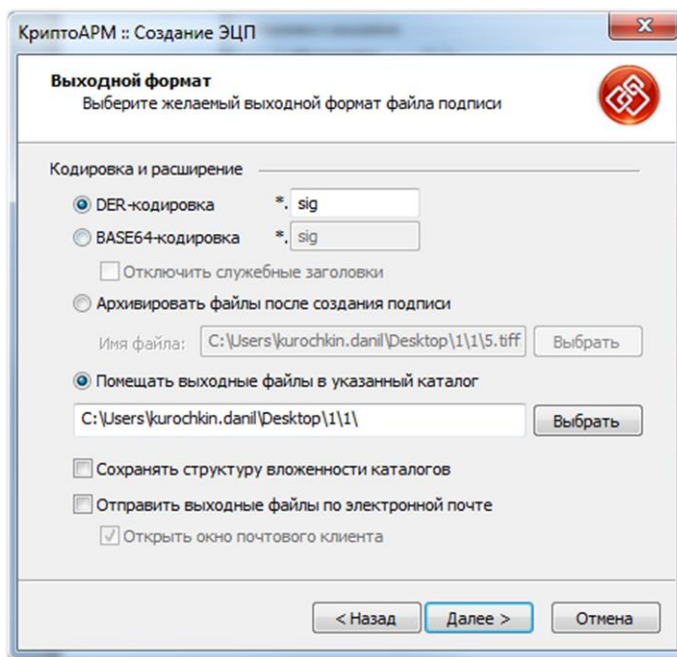 КриптоАРМ :: Создание ЭЦП
Выходной формат
Выберите желаемый выходной формат файла подписи
Кодировка и расширение
DER-кодировка *. sig
BASE64-кодировка *. sig
Отключить служебные заголовки
Архивировать файлы после создания подписи
Имя файла: C:\Users\kurochkin.danil\Desktop\1\1\5.tiff Выбрать
Помещать выходные файлы в указанный каталог
C:\Users\kurochkin.danil\Desktop\1\1\ Выбрать
Сохранять структуру вложенности каталогов
Отправить выходные файлы по электронной почте
Открыть окно почтового клиента
< Назад Далее > Отмена